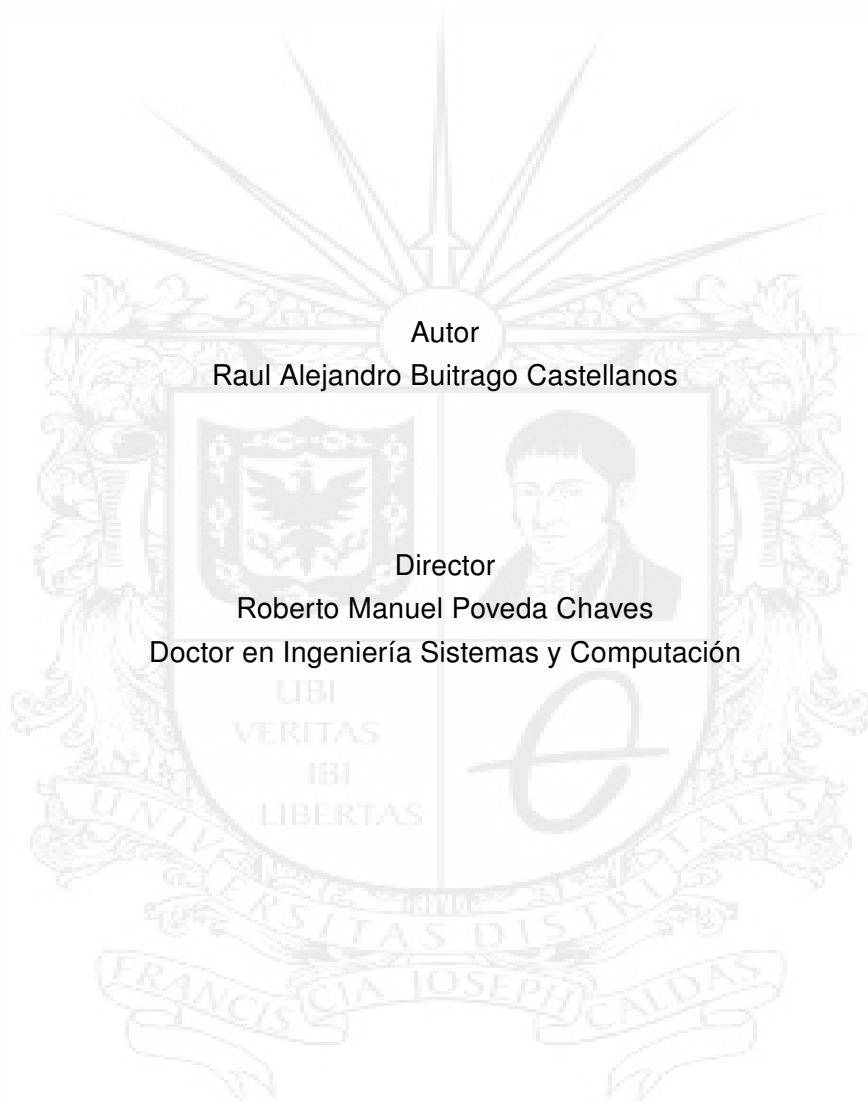 Autor
Raul Alejandro Buitrago Castellanos
Director
Roberto Manuel Poveda Chaves
Doctor en Ingeniería Sistemas y Computación
UBI
VERITAS
IBI
LIBERTAS
UNIVERSITAS DISTRITALIS
FRANCISCIA JOSEPH CALDAS